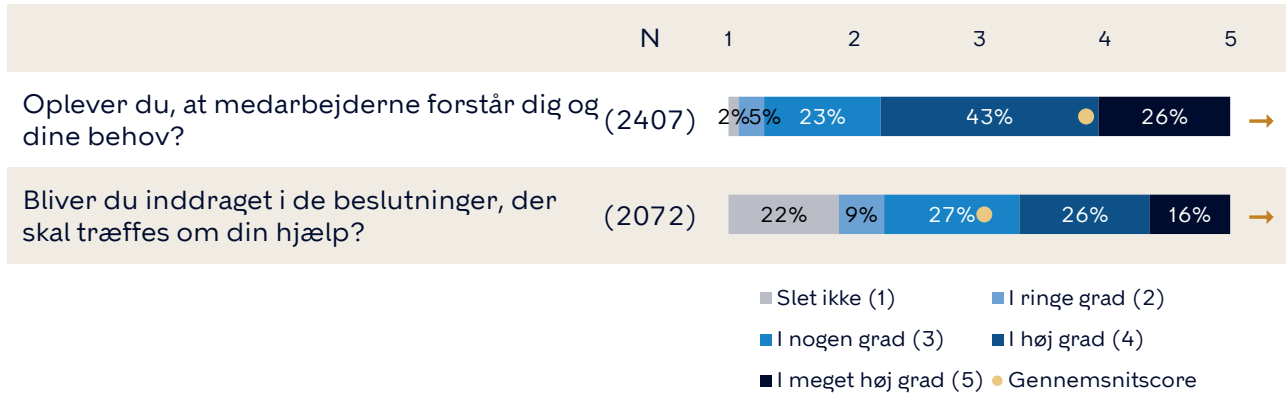 N 1 2 3 4 5
Oplever du, at medarbejderne forstår dig og
dine behov?
(2407) 2% 5% 23% 43% 26% →
Bliver du inddraget i de beslutninger, der
skal træffes om din hjælp?
(2072) 22% 9% 27% 26% 16% →
Slet ikke (1) I ringe grad (2)
I nogen grad (3) I høj grad (4)
I meget høj grad (5) Gennemsnitscore